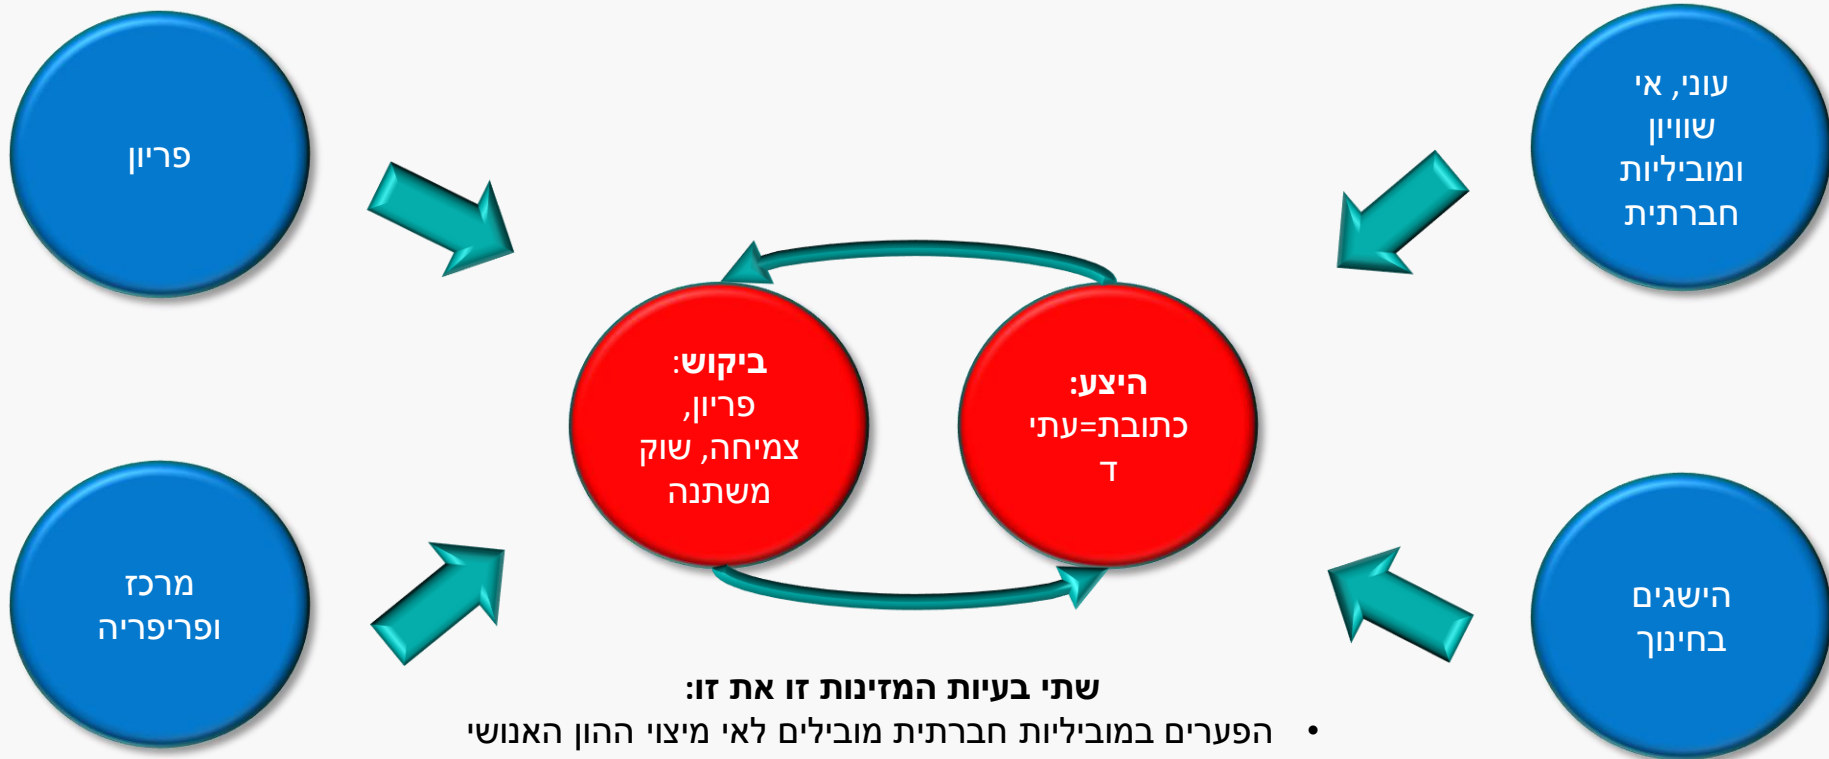 עוני, אי
שוויון
ומוביליות
חברתית
פריון
היצע:
כתובת=עתי
ד
ביקוש:
פריון,
צמיחה, שוק
משתנה
הישגים
בחינוך
מרכז
ופריפריה
שתי בעיות המזינות זו את זו:
• הפערים במוביליות חברתית מובילים לאי מיצוי ההון האנושי